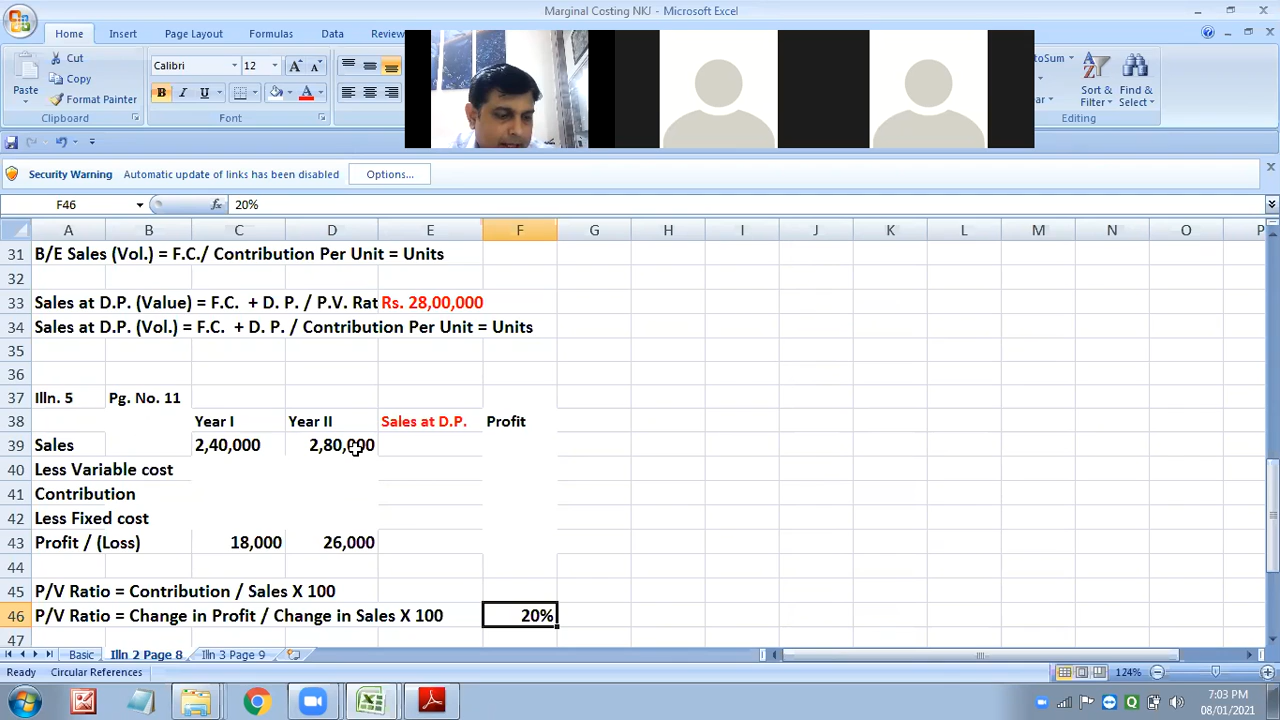 Marginal Costing NKJ - Microsoft Excel
Home Insert Page Layout Formulas Data Review
Cut
Copy
Format Painter
Paste
Clipboard
Calibri 12
B I U
Font
Sort & Filter
Find & Select
Editing
Security Warning Automatic update of links has been disabled Options...
F46 fx 20%
A B C D E F G H I J K L M N O P
31 B/E Sales (Vol.) = F.C./ Contribution Per Unit = Units
32
33 Sales at D.P. (Value) = F.C. + D. P. / P.V. Rat Rs. 28,00,000
34 Sales at D.P. (Vol.) = F.C. + D. P. / Contribution Per Unit = Units
35
36
37 Illn. 5 Pg. No. 11
38 Year I Year II Sales at D.P. Profit
39 Sales 2,40,000 2,80,000
40 Less Variable cost
41 Contribution
42 Less Fixed cost
43 Profit / (Loss) 18,000 26,000
44
45 P/V Ratio = Contribution / Sales X 100
46 P/V Ratio = Change in Profit / Change in Sales X 100 20%
47
Basic Illn 2 Page 8 Illn 3 Page 9
Ready Circular References 124%
7:03 PM
08/01/2021